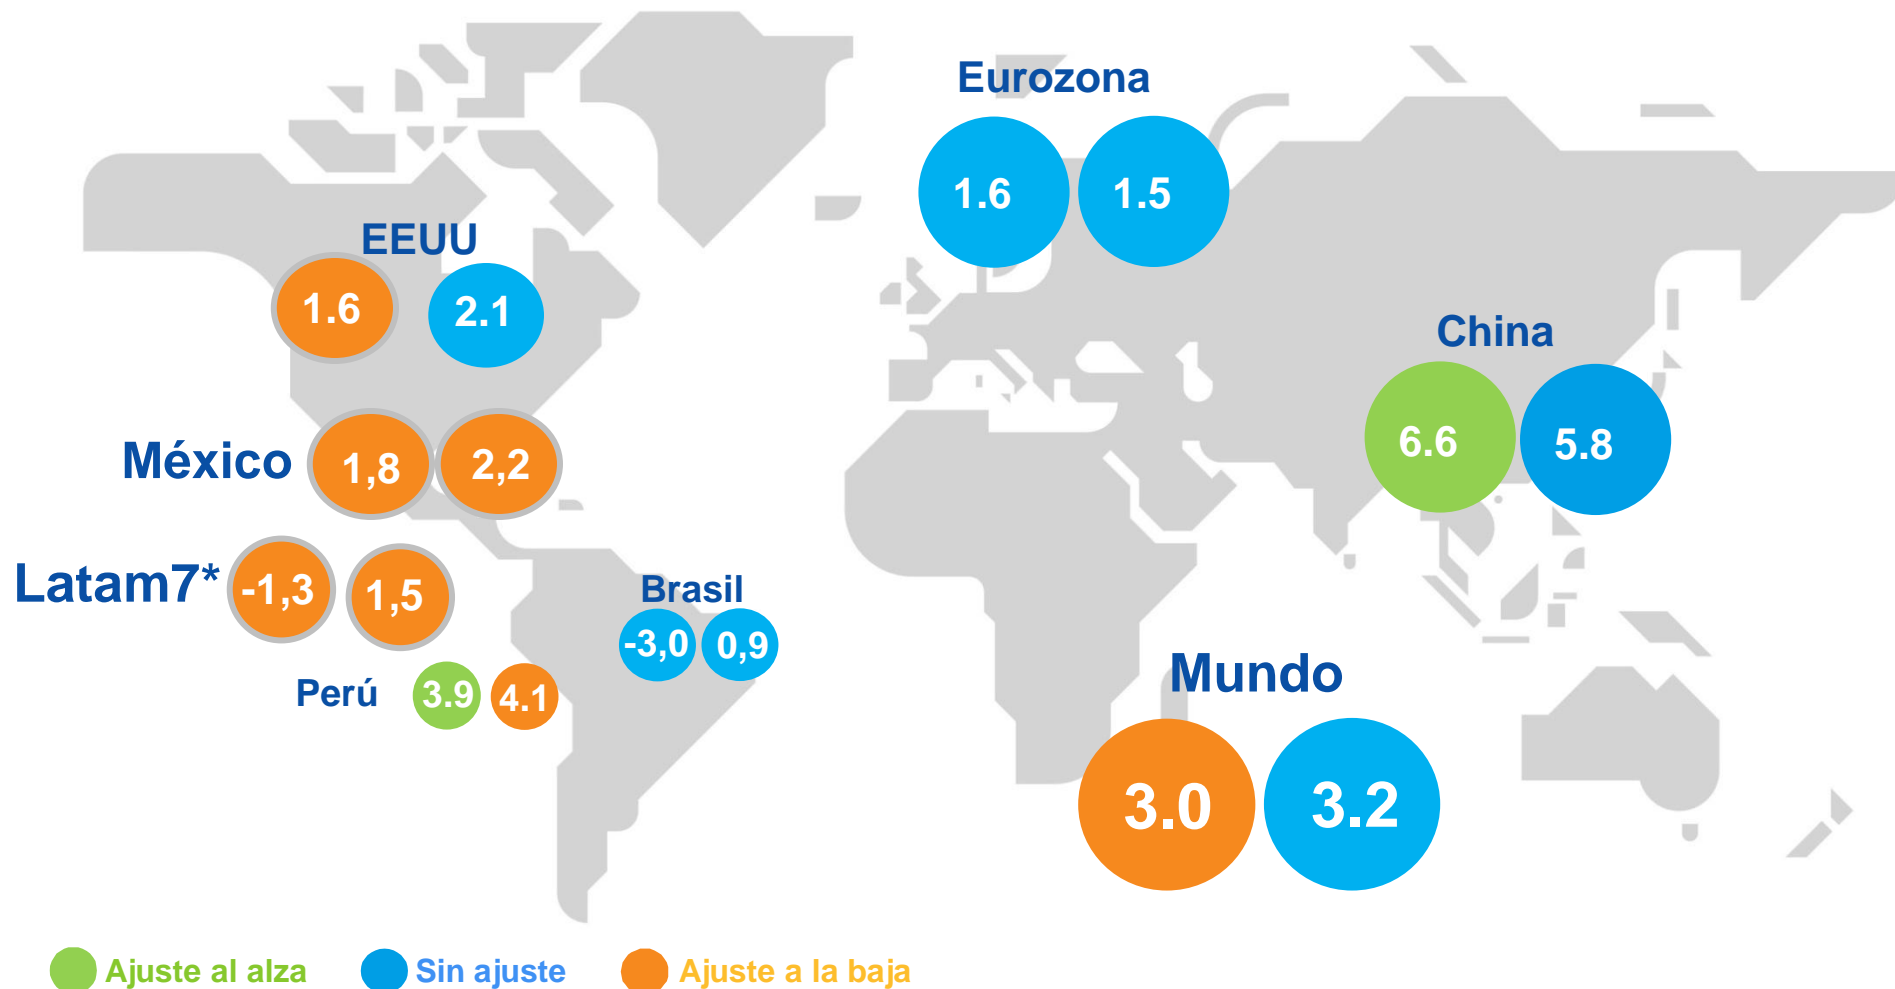 Eurozona
1.6 1.5
EEUU
1.6 2.1
China
6.6 5.8
México 1,8 2,2
Latam7* -1,3 1,5
Brasil
-3,0 0,9
Perú 3.9 4.1
Mundo
3.0 3.2
Ajuste al alza Sin ajuste Ajuste a la baja